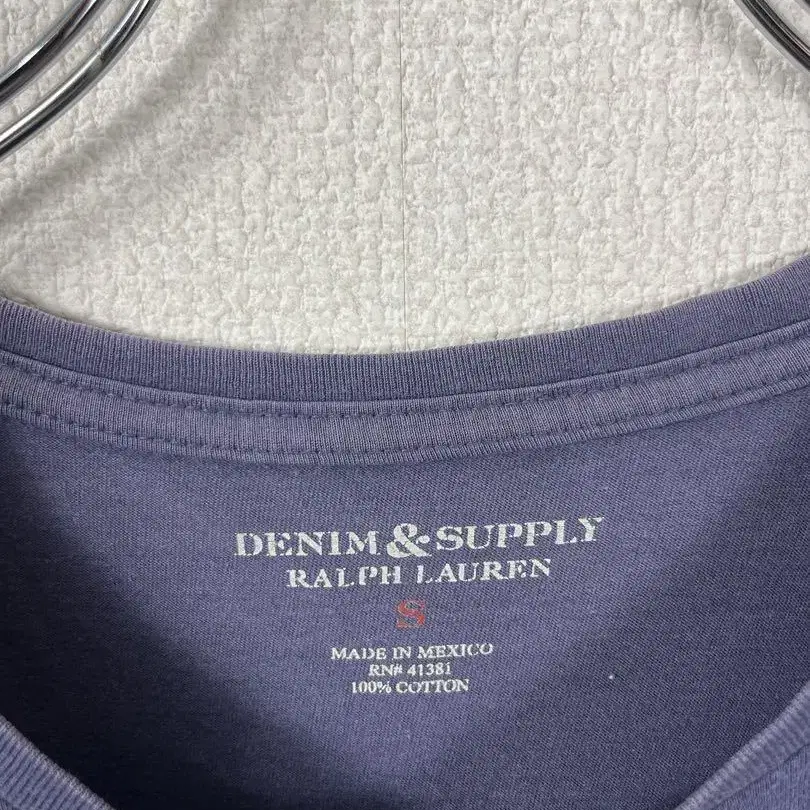 DENIM & SUPPLY
RALPH LAUREN
S
MADE IN MEXICO
RN# 41381
100% COTTON